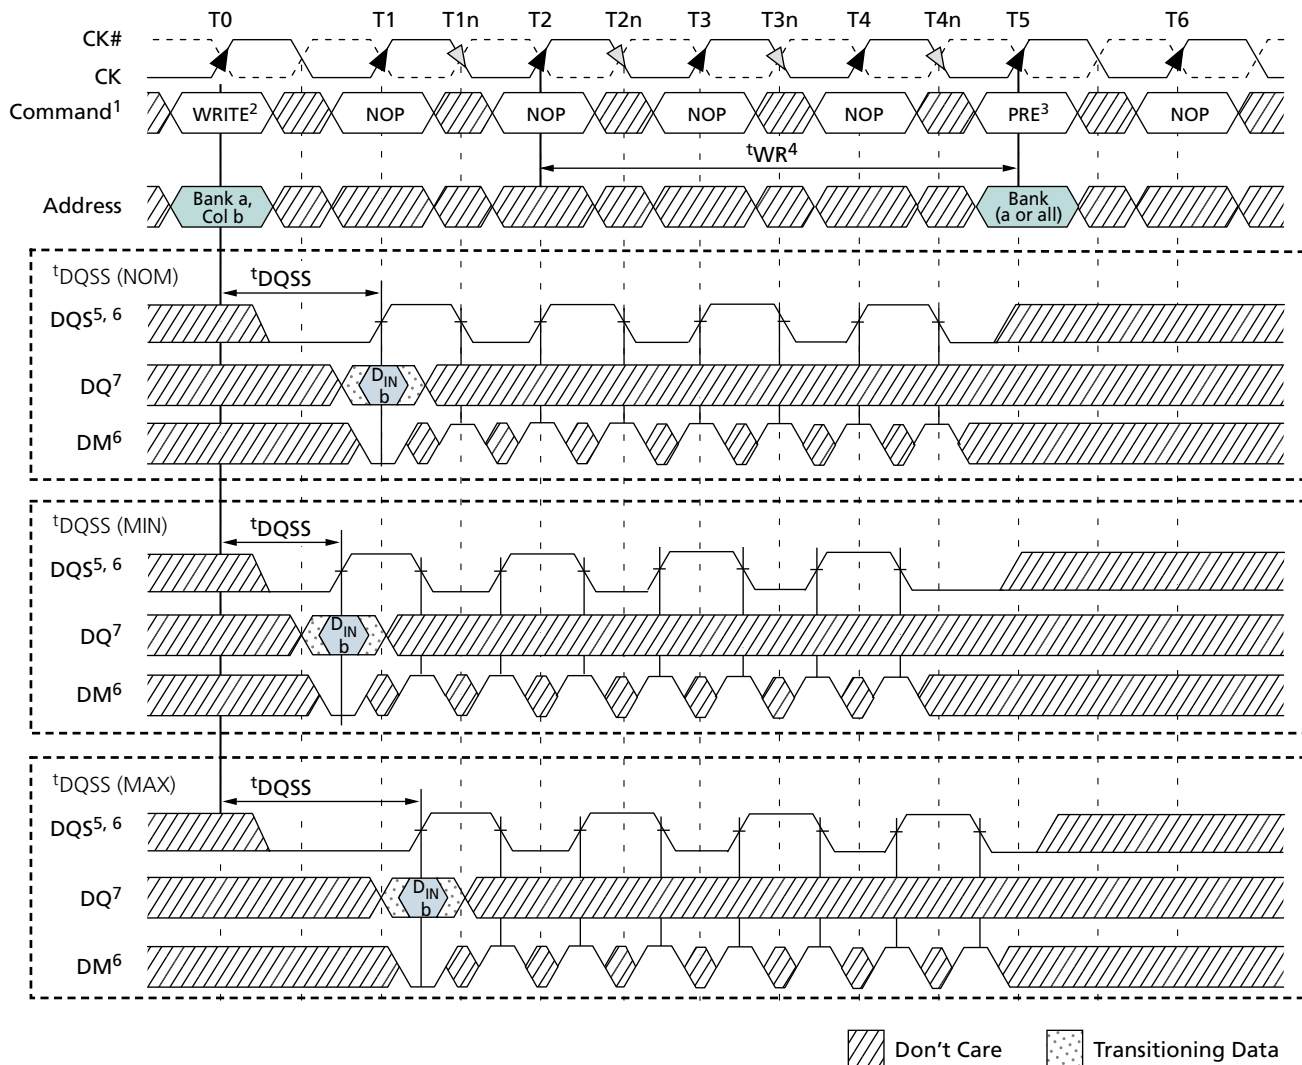 T0 T1 T1n T2 T2n T3 T3n T4 T4n T5 T6
CK#
CK
Command1 WRITE2 NOP NOP NOP NOP PRE3 NOP
tWR4
Address Bank a, Col b Bank (a or all)
tDQSS (NOM) tDQSS
DQS5, 6
DQ7 DIN b
DM6
tDQSS (MIN) tDQSS
DQS5, 6
DQ7 DIN b
DM6
tDQSS (MAX) tDQSS
DQS5, 6
DQ7 DIN b
DM6
Don't Care Transitioning Data